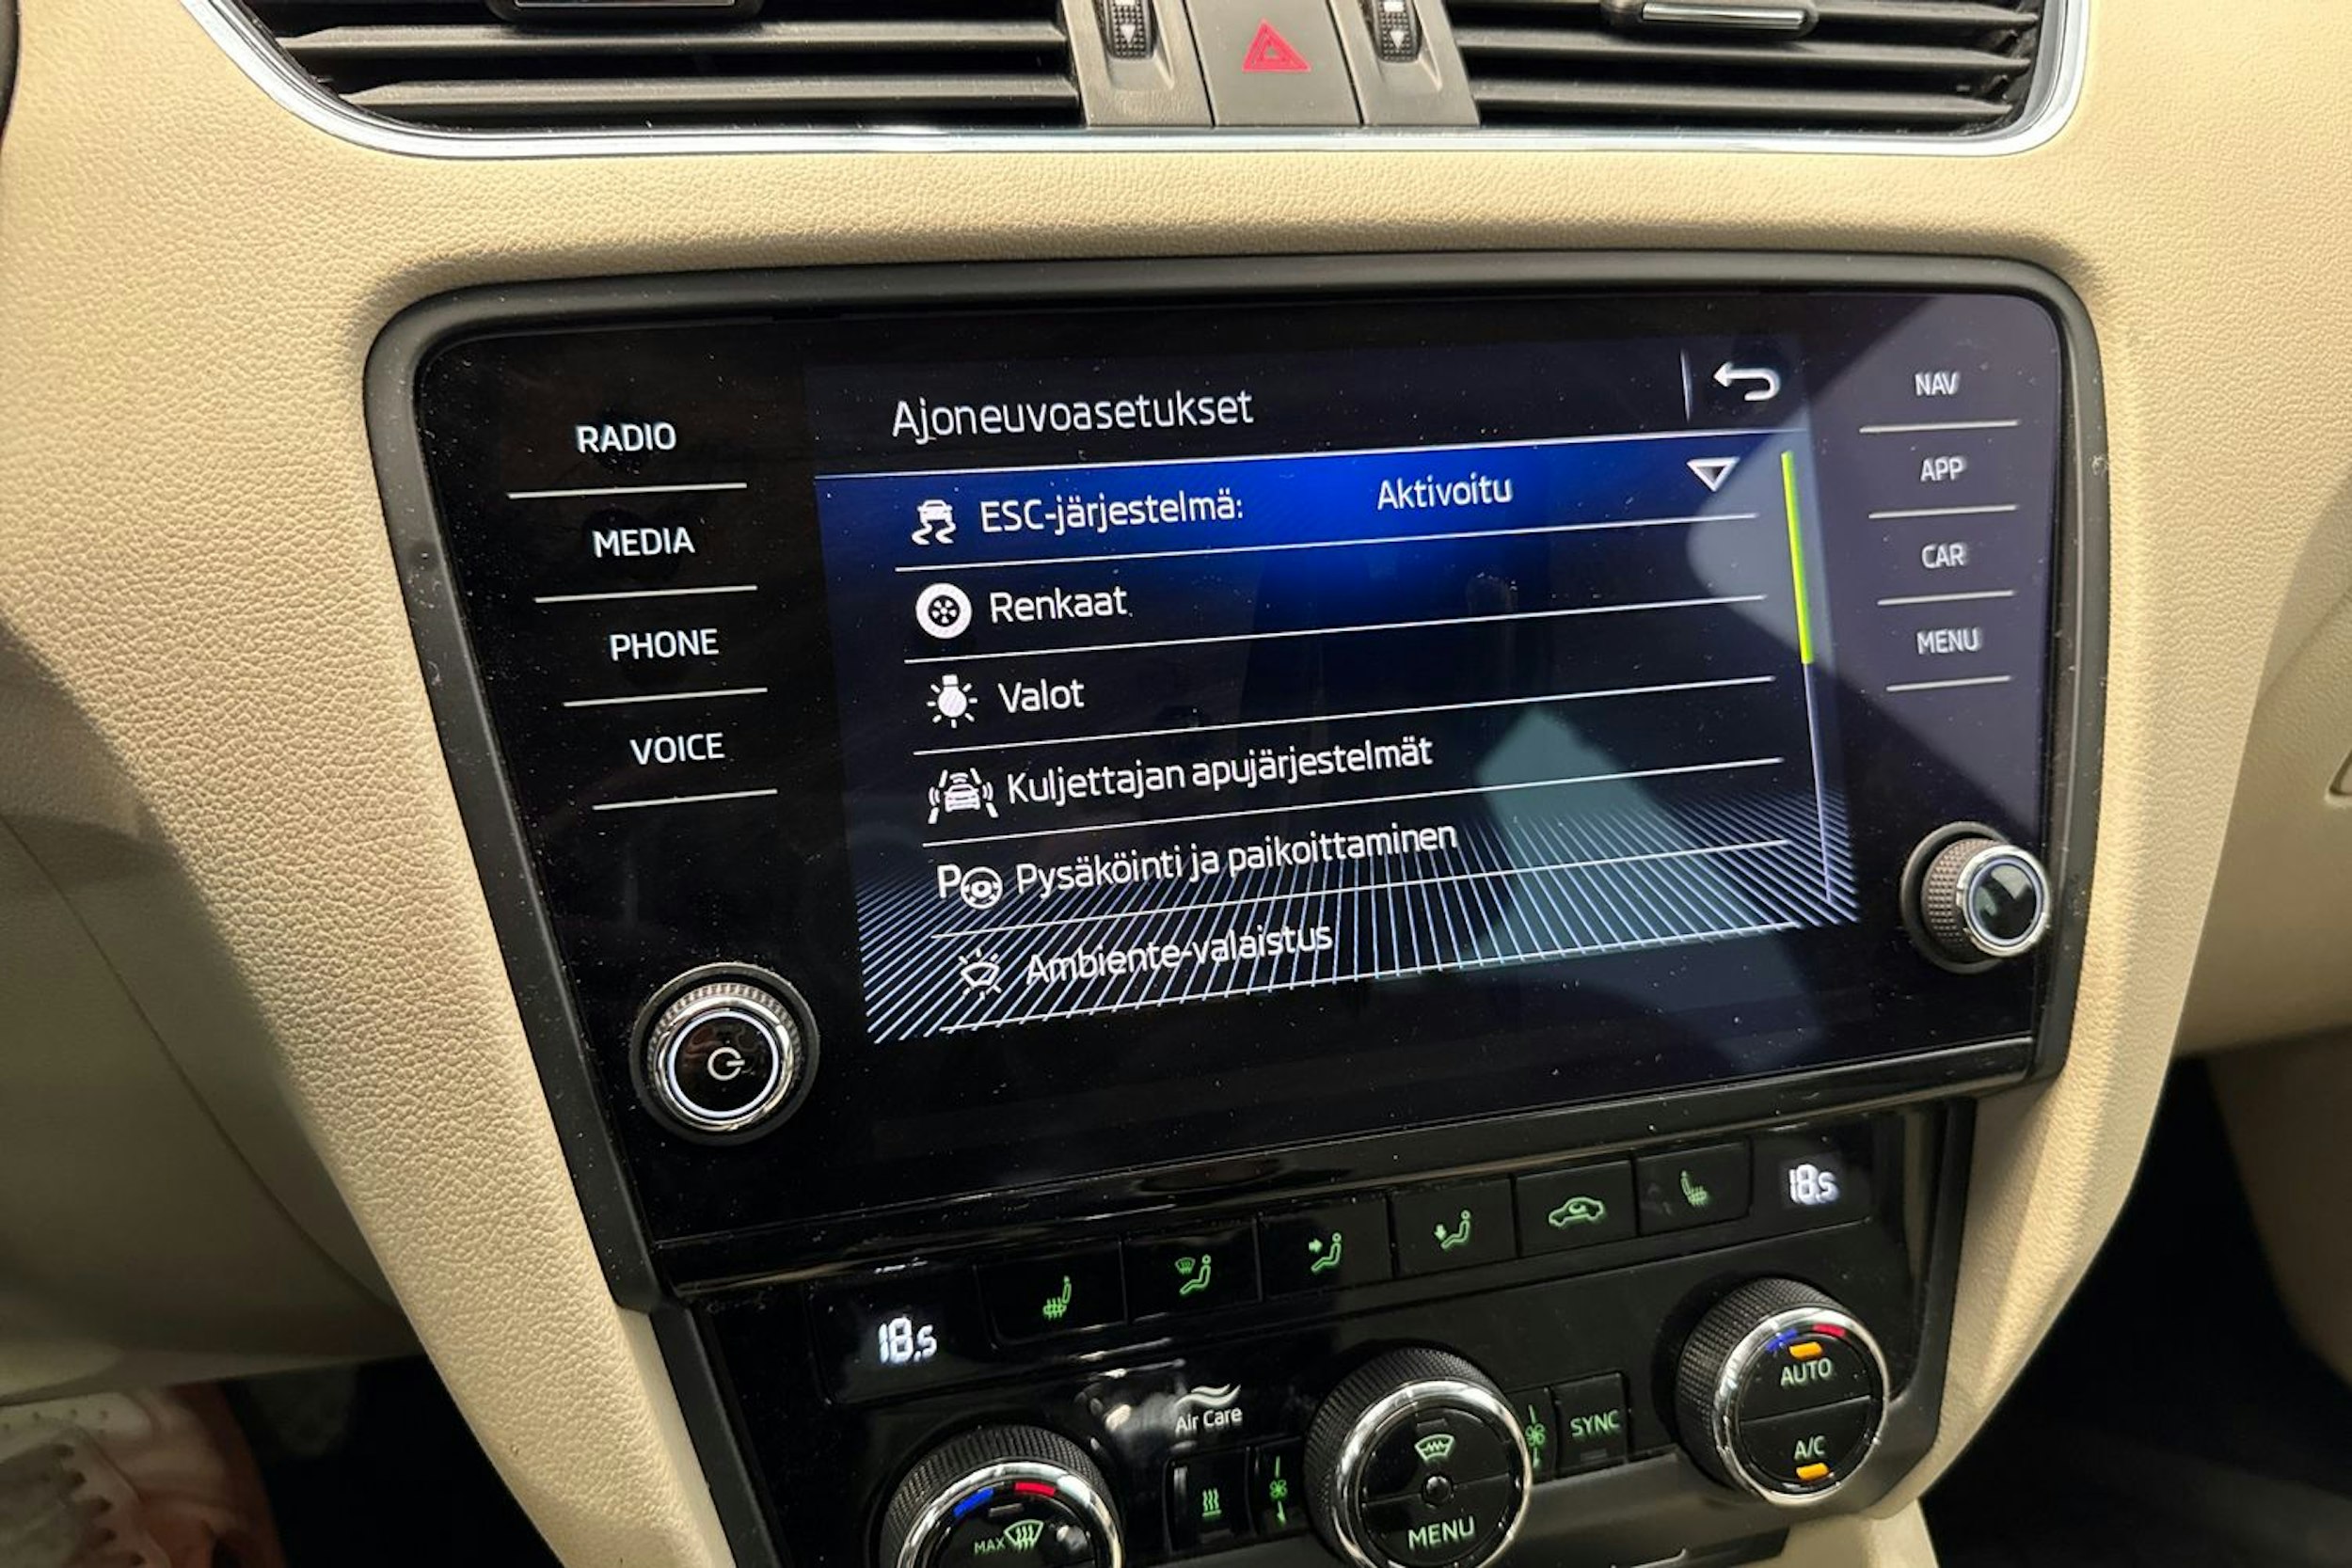 Ajoneuvoasetukset
ESC-järjestelmä: Aktivoitu
Renkaat
Valot
Kuljettajan apujärjestelmät
P Pysäköinti ja paikoittaminen
Ambiente-valaistus
RADIO
MEDIA
PHONE
VOICE
NAV
APP
CAR
MENU
18.5
18.5
Air Care
SYNC
AUTO
A/C
MAX
MENU